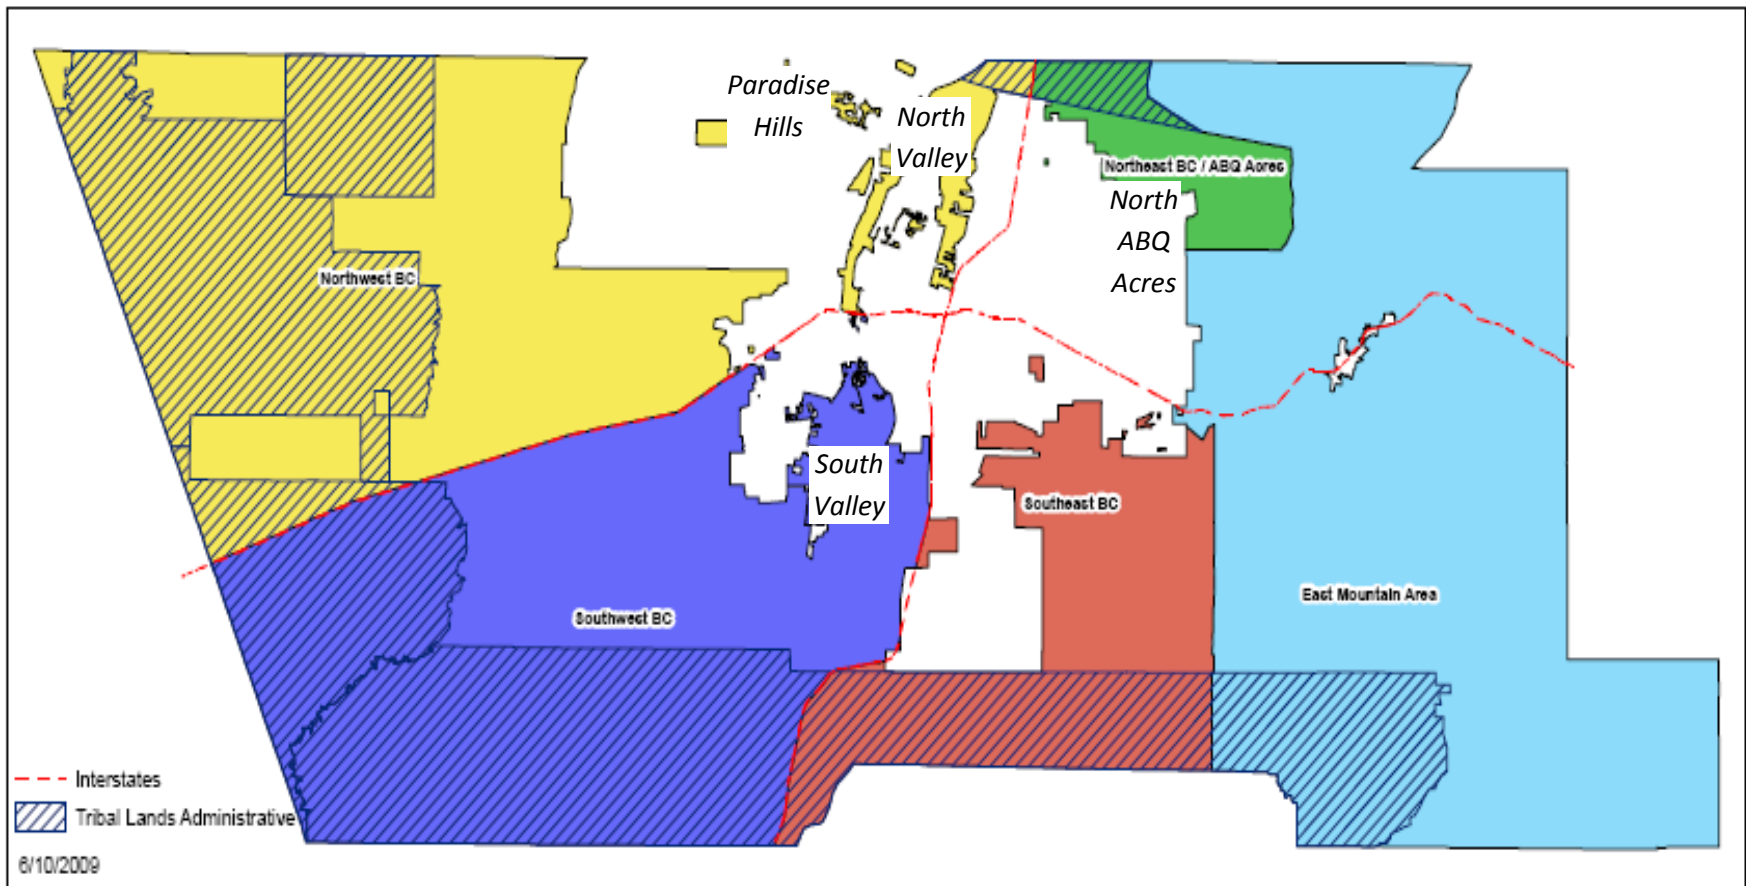 Paradise
Hills
North
Valley
Northeast BC / ABQ Acres
North
ABQ
Acres
Northwest BC
South
Valley
Southeast BC
East Mountain Area
Southwest BC
Interstates
Tribal Lands Administrative
6/10/2009